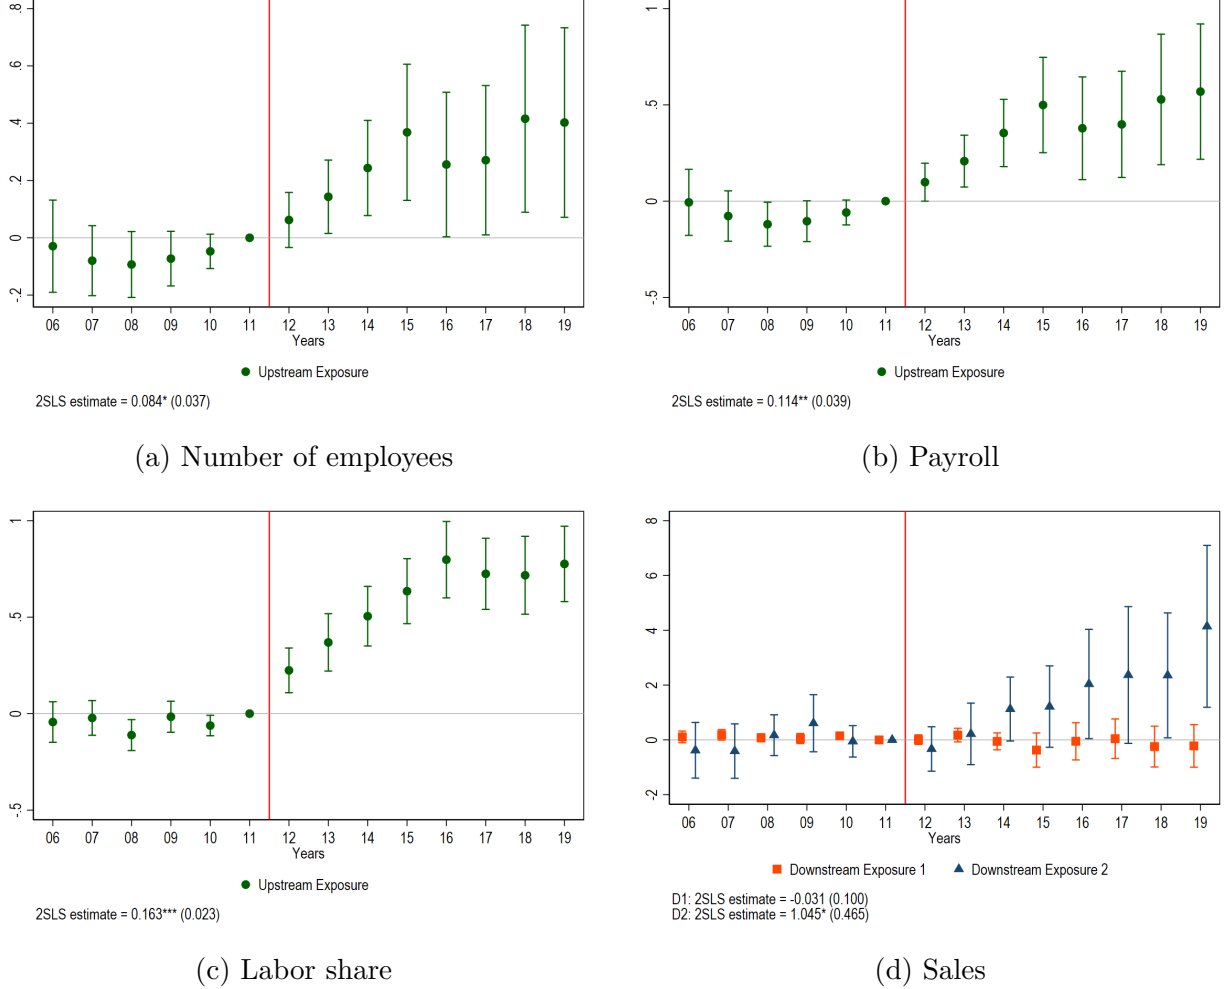 .8
.6
.4
.2
0
-.2
06 07 08 09 10 11 12 13 14 15 16 17 18 19
Years
Upstream Exposure
2SLS estimate = 0.084* (0.037)
(a) Number of employees
1
.5
0
-.5
06 07 08 09 10 11 12 13 14 15 16 17 18 19
Years
Upstream Exposure
2SLS estimate = 0.114** (0.039)
(b) Payroll
1
.5
0
-.5
06 07 08 09 10 11 12 13 14 15 16 17 18 19
Years
Upstream Exposure
2SLS estimate = 0.163*** (0.023)
(c) Labor share
8
6
4
2
0
-2
06 07 08 09 10 11 12 13 14 15 16 17 18 19
Years
Downstream Exposure 1 Downstream Exposure 2
D1: 2SLS estimate = -0.031 (0.100)
D2: 2SLS estimate = 1.045* (0.465)
(d) Sales